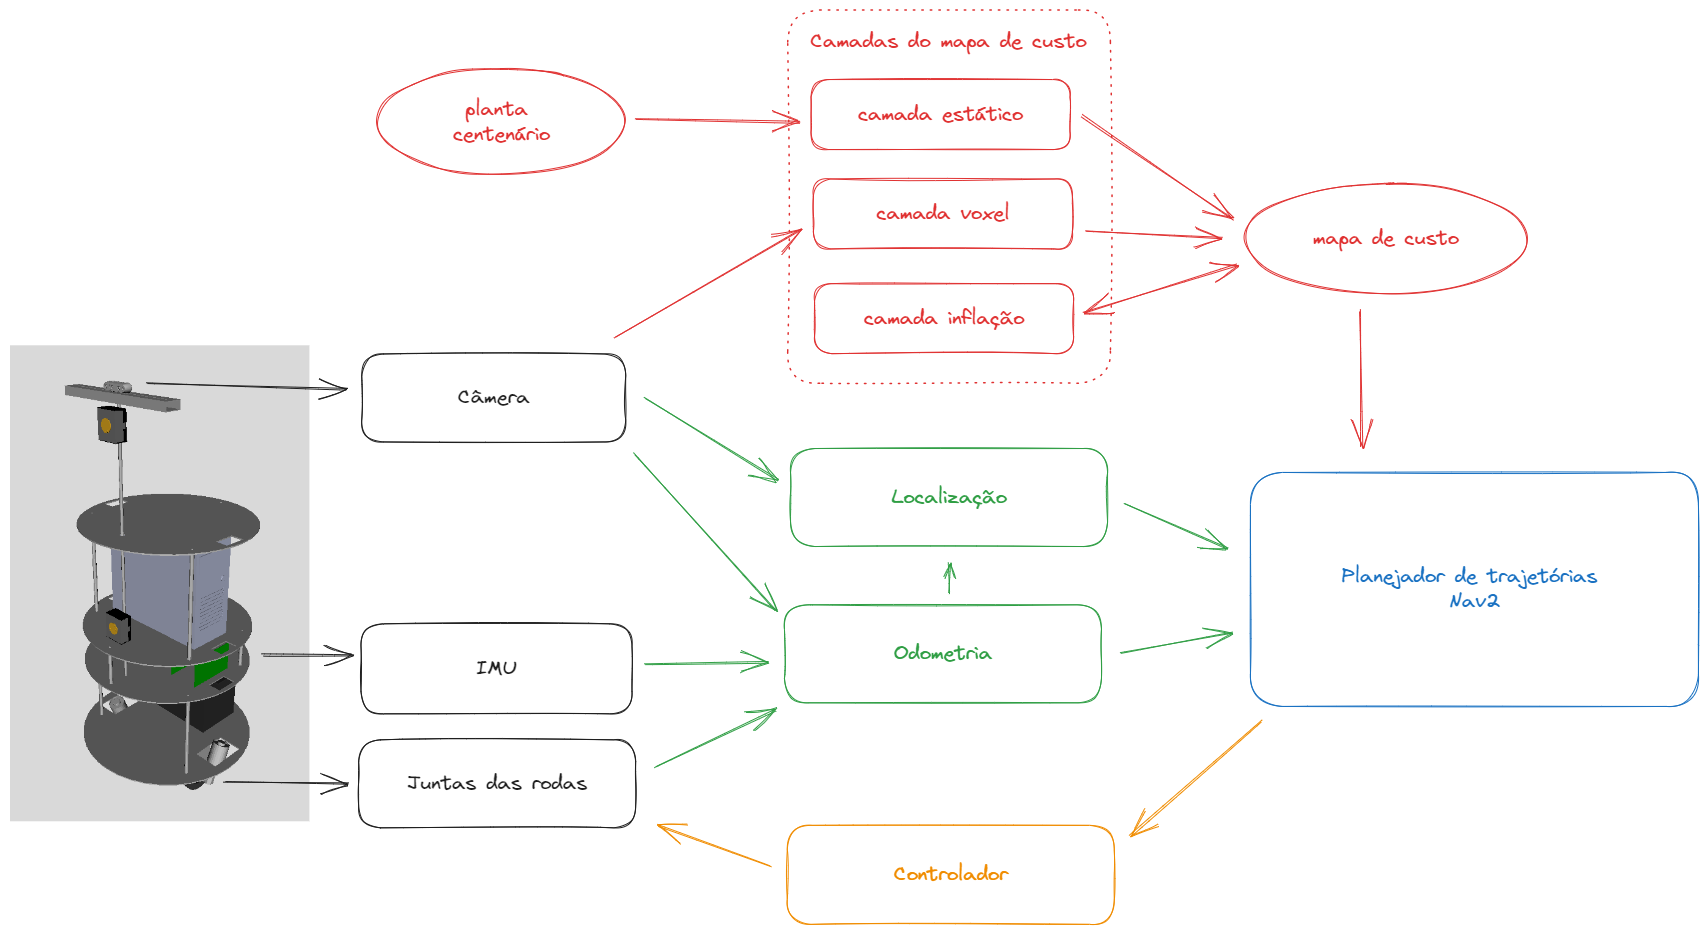 Camadas do mapa de custo
planta
centenário
camada estático
camada voxel
mapa de custo
camada inflação
Câmera
Localização
Planejador de trajetórias
Nav2
Odometria
IMU
Juntas das rodas
Controlador